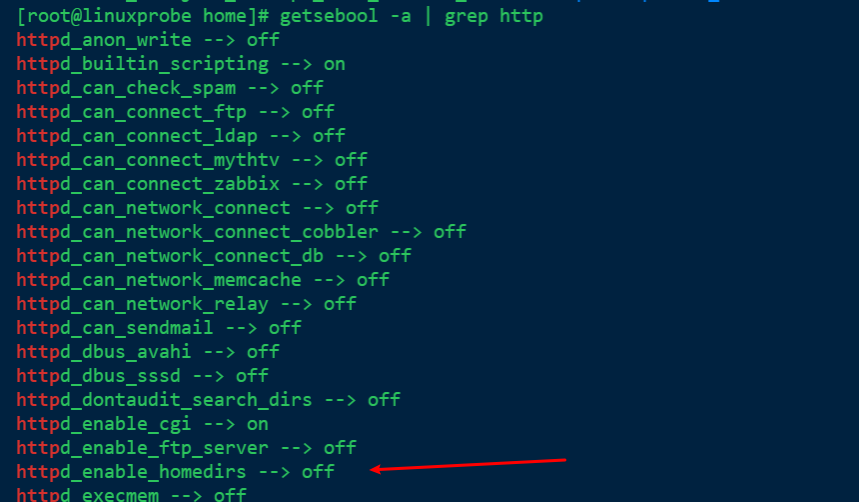 [root@linuxprobe home]# getsebool -a | grep http
httpd_anon_write --> off
httpd_builtin_scripting --> on
httpd_can_check_spam --> off
httpd_can_connect_ftp --> off
httpd_can_connect_ldap --> off
httpd_can_connect_mythtv --> off
httpd_can_connect_zabbix --> off
httpd_can_network_connect --> off
httpd_can_network_connect_cobbler --> off
httpd_can_network_connect_db --> off
httpd_can_network_memcache --> off
httpd_can_network_relay --> off
httpd_can_sendmail --> off
httpd_dbus_avahi --> off
httpd_dbus_sssd --> off
httpd_dontaudit_search_dirs --> off
httpd_enable_cgi --> on
httpd_enable_ftp_server --> off
httpd_enable_homedirs --> off
httpd_execmem --> off